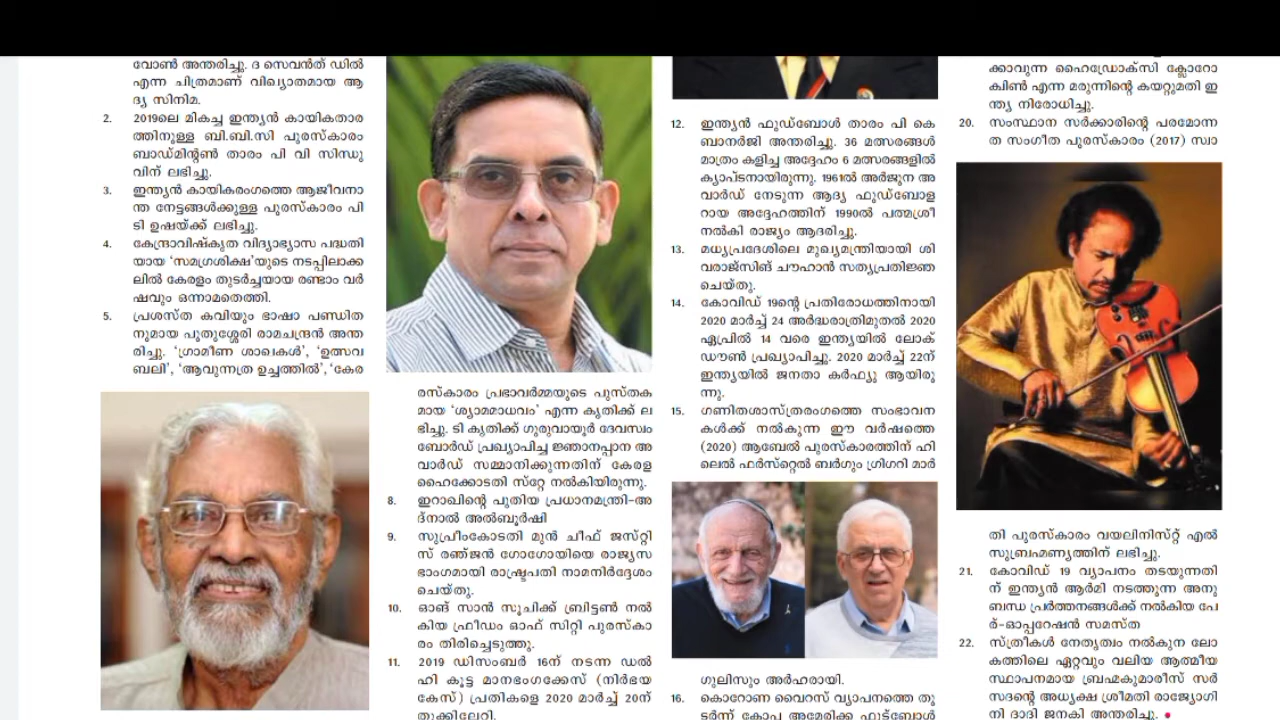 വോൺ അന്തരിച്ചു. ദ സെവൻത് ഡിൽ
എന്ന ചിത്രമാണ് വിഖ്യാതമായ ആ
ദ്യ സിനിമ.
2. 2019ലെ മികച്ച ഇന്ത്യൻ കായികതാര
ത്തിനുള്ള ബി.ബി.സി പുരസ്കാരം
ബാഡ്മിന്റൺ താരം പി വി സിന്ധു
വിന് ലഭിച്ചു.
3. ഇന്ത്യൻ കായികരംഗത്തെ ആജീവനാ
ന്ത നേട്ടങ്ങൾക്കുള്ള പുരസ്കാരം പി
ടി ഉഷയ്ക്ക് ലഭിച്ചു.
4. കേന്ദ്രാവിഷ്കൃത വിദ്യാഭ്യാസ പദ്ധതി
യായ ‘സമഗ്രശിക്ഷ’യുടെ നടപ്പിലാക്ക
ലിൽ കേരളം തുടർച്ചയായ രണ്ടാം വർ
ഷവും ഒന്നാമതെത്തി.
5. പ്രശസ്ത കവിയും ഭാഷാ പണ്ഡിത
നുമായ പുതുശ്ശേരി രാമചന്ദ്രൻ അന്ത
രിച്ചു. ‘ഗ്രാമീണ ശാഖകൾ’, ‘ഉത്സവ
ബലി’, ‘ആവുന്നത്ര ഉച്ചത്തിൽ’, ‘കേര
രസ്കാരം പ്രഭാവർമ്മയുടെ പുസ്തക
മായ ‘ശ്യാമമാധവം’ എന്ന കൃതിക്ക് ല
ഭിച്ചു. ടി കൃതിക്ക് ഗുരുവായൂർ ദേവസ്വം
ബോർഡ് പ്രഖ്യാപിച്ച ജ്ഞാനപ്പാന അ
വാർഡ് സമ്മാനിക്കുന്നതിന് കേരള
ഹൈക്കോടതി സ്റ്റേ നൽകിയിരുന്നു.
8. ഇറാഖിന്റെ പുതിയ പ്രധാനമന്ത്രി-അ
ദ്നാൽ അൽബുർഷി
9. സുപ്രീംകോടതി മുൻ ചീഫ് ജസ്റ്റി
സ് രഞ്ജൻ ഗോഗോയിയെ രാജ്യസ
ഭാംഗമായി രാഷ്ട്രപതി നാമനിർദ്ദേശം
ചെയ്തു.
10. ഓങ് സാൻ സൂചിക്ക് ബ്രിട്ടൺ നൽ
കിയ ഫ്രീഡം ഓഫ് സിറ്റി പുരസ്കാ
രം തിരിച്ചെടുത്തു.
11. 2019 ഡിസംബർ 16ന് നടന്ന ഡൽ
ഹി കൂട്ട മാനഭംഗക്കേസ് (നിർഭയ
കേസ്) പ്രതികളെ 2020 മാർച്ച് 20ന്
തൂക്കിലേറ്റി.
12. ഇന്ത്യൻ ഫുഡ്ബോൾ താരം പി കെ
ബാനർജി അന്തരിച്ചു. 36 മത്സരങ്ങൾ
മാത്രം കളിച്ച അദ്ദേഹം 6 മത്സരങ്ങളിൽ
ക്യാപ്ടനായിരുന്നു. 1961ൽ അർജുന അ
വാർഡ് നേടുന്ന ആദ്യ ഫുഡ്ബോള
റായ അദ്ദേഹത്തിന് 1990ൽ പത്മശ്രീ
നൽകി രാജ്യം ആദരിച്ചു.
13. മധ്യപ്രദേശിലെ മുഖ്യമന്ത്രിയായി ശി
വരാജ്സിങ് ചൗഹാൻ സത്യപ്രതിജ്ഞ
ചെയ്തു.
14. കോവിഡ് 19ന്റെ പ്രതിരോധത്തിനായി
2020 മാർച്ച് 24 അർദ്ധരാത്രിമുതൽ 2020
ഏപ്രിൽ 14 വരെ ഇന്ത്യയിൽ ലോക്
ഡൗൺ പ്രഖ്യാപിച്ചു. 2020 മാർച്ച് 22ന്
ഇന്ത്യയിൽ ജനതാ കർഫ്യു ആയിരു
ന്നു.
15. ഗണിതശാസ്ത്രരംഗത്തെ സംഭാവന
കൾക്ക് നൽകുന്ന ഈ വർഷത്തെ
(2020) ആബേൽ പുരസ്കാരത്തിന് ഹി
ലെൽ ഫർസ്റ്റെൽ ബർഗും ഗ്രിഗറി മാർ
ഗുലിസും അർഹരായി.
16. കൊറോണ വൈറസ് വ്യാപനത്തെ തു
ടർന്ന് കോപ്പ അമേരിക്ക ഫുട്ബോൾ
ക്കാവുന്ന ഹൈഡ്രോക്സി ക്ലോറോ
ക്വിൺ എന്ന മരുന്നിന്റെ കയറ്റുമതി ഇ
ന്ത്യ നിരോധിച്ചു.
20. സംസ്ഥാന സർക്കാരിന്റെ പരമോന്ന
ത സംഗീത പുരസ്കാരം (2017) സ്വാ
തി പുരസ്കാരം വയലിനിസ്റ്റ് എൽ
സുബ്രഹ്മണ്യത്തിന് ലഭിച്ചു.
21. കോവിഡ് 19 വ്യാപനം തടയുന്നതി
ന് ഇന്ത്യൻ ആർമി നടത്തുന്ന അനു
ബന്ധ പ്രർത്തനങ്ങൾക്ക് നൽകിയ പേ
ര്-ഓപ്പറേഷൻ സമസ്ത
22. സ്ത്രീകൾ നേതൃത്വം നൽകുന ലോ
കത്തിലെ ഏറ്റവും വലിയ ആത്മീയ
സ്ഥാപനമായ ബ്രഹ്മകുമാരീസ് സർ
സദന്റെ അധ്യക്ഷ ശ്രീമതി രാജ്യോഗി
നി ദാദി ജനകി അന്തരിച്ചു.